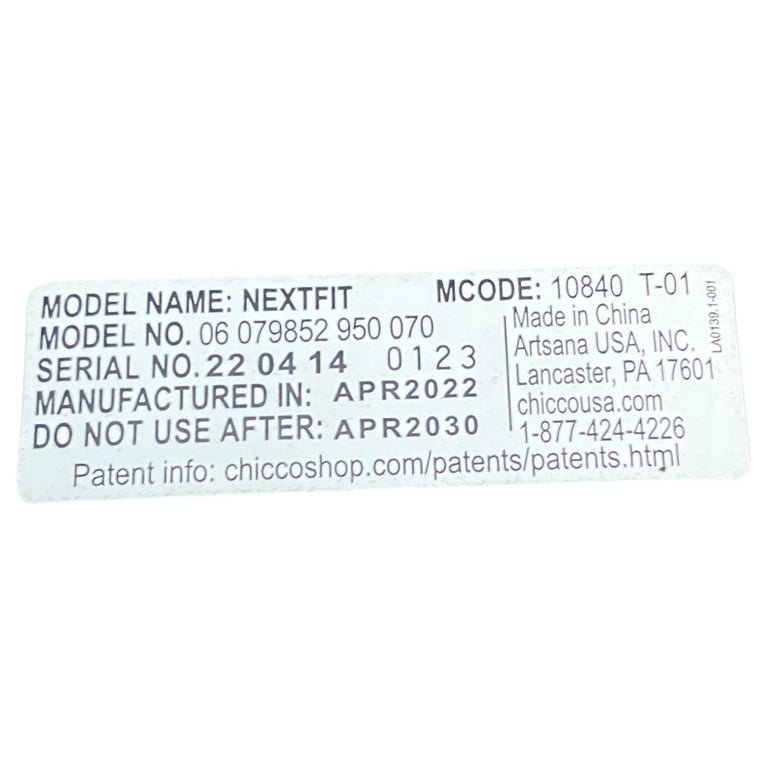 MODEL NAME: NEXTFIT MCODE: 10840 T-01
MODEL NO. 06 079852 950 070
SERIAL NO. 22 04 14 0123
MANUFACTURED IN: APR2022
DO NOT USE AFTER: APR2030
Made in China
Artsana USA, INC.
Lancaster, PA 17601
chiccousa.com
1-877-424-4226
LA0139.1-001
Patent info: chiccoshop.com/patents/patents.html